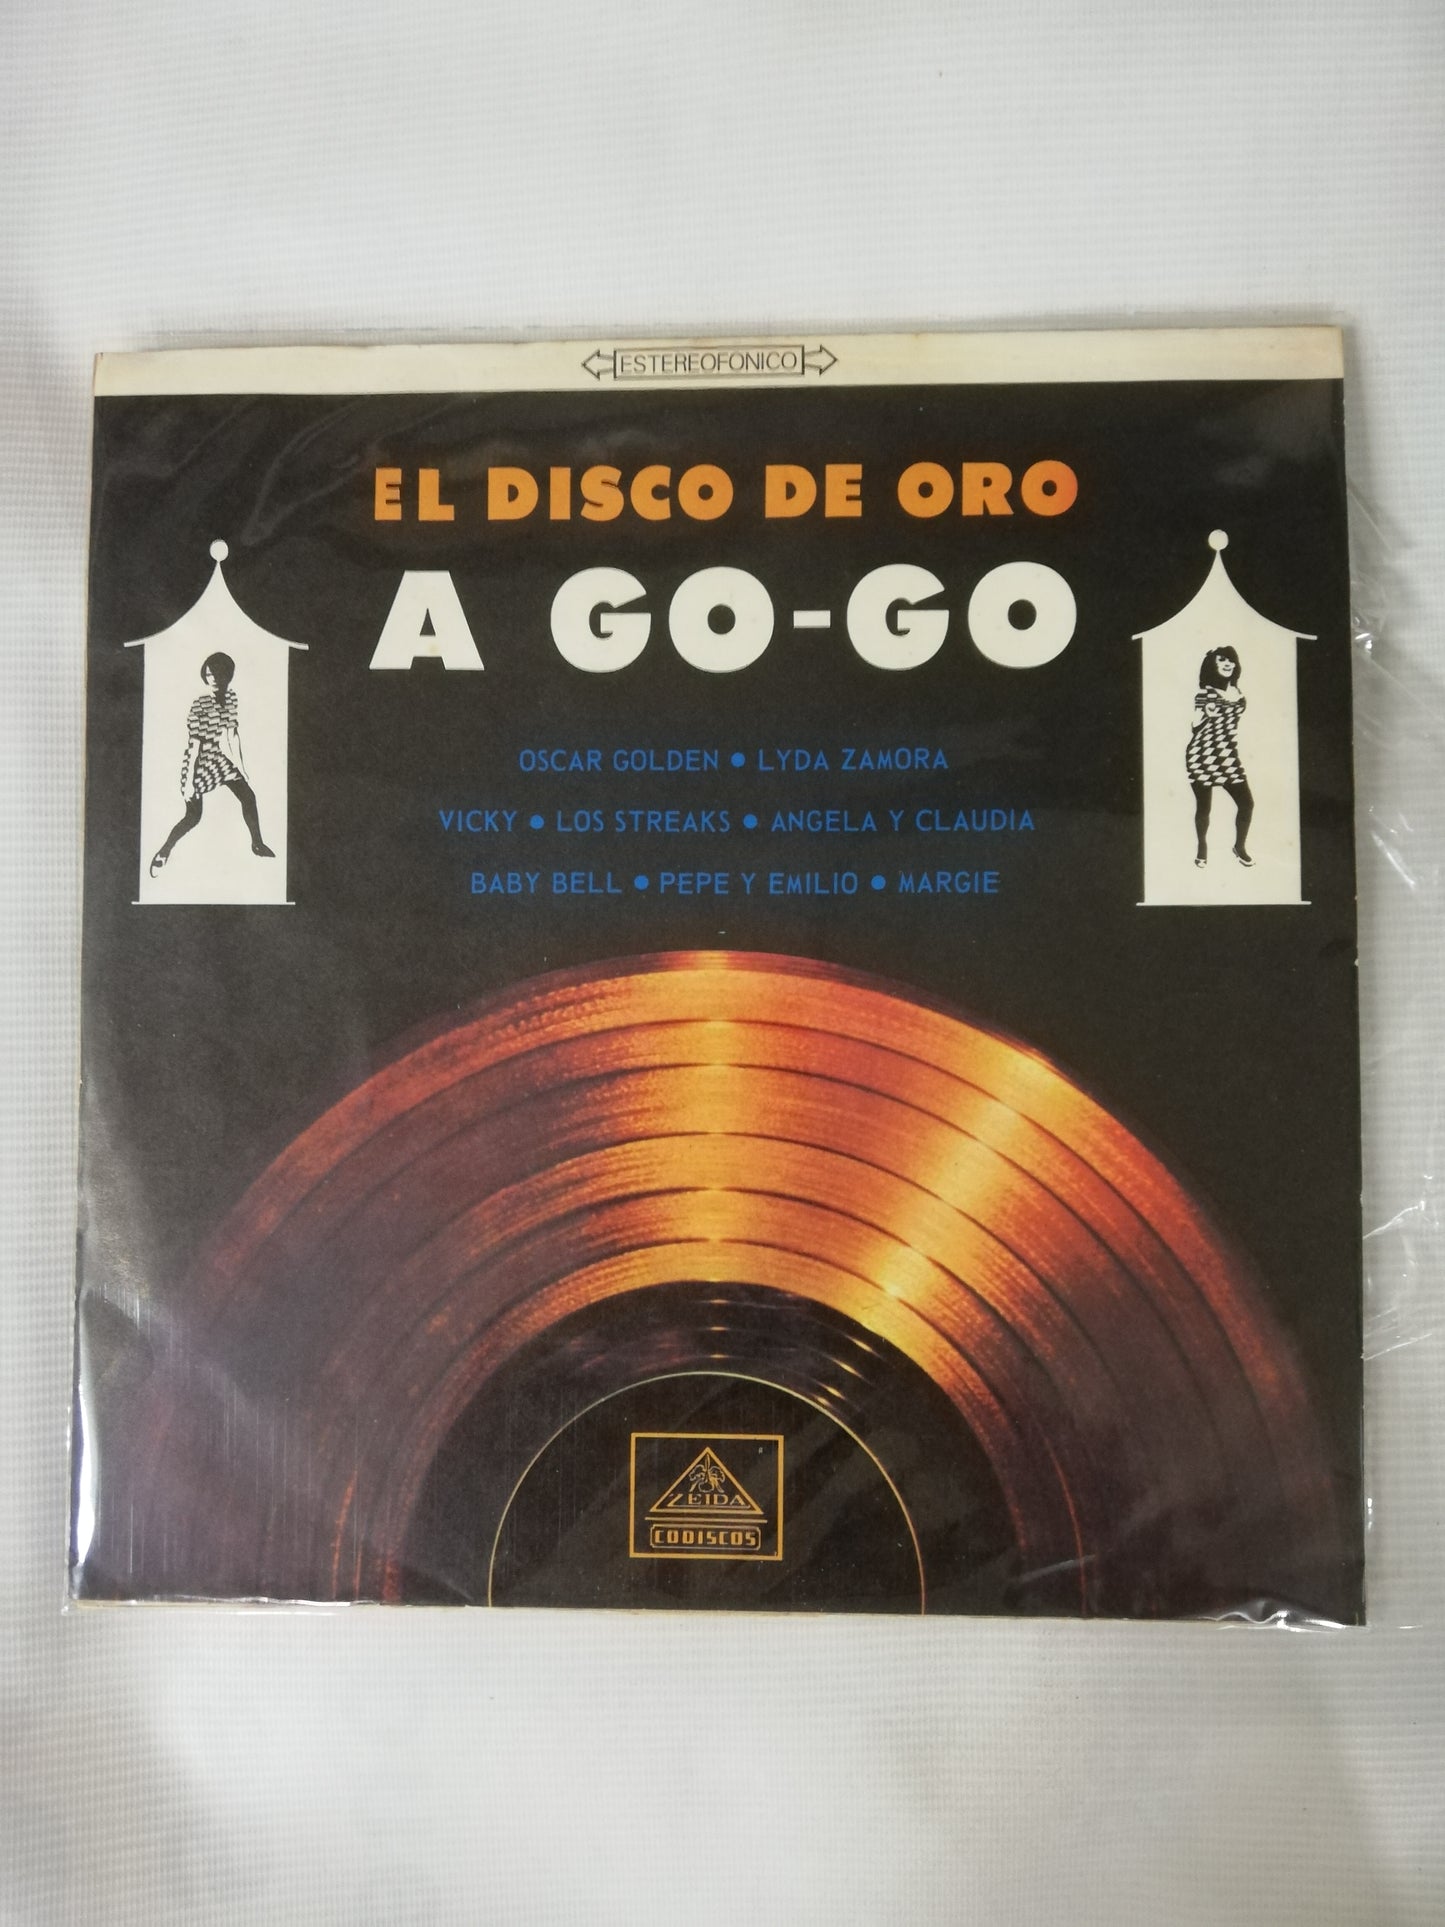 ESTEREOFONICO
EL DISCO DE ORO
A GO-GO
OSCAR GOLDEN • LYDA ZAMORA
VICKY • LOS STREAKS • ANGELA Y CLAUDIA
BABY BELL • PEPE Y EMILIO • MARGIE
ZEIDA
CODISCOS